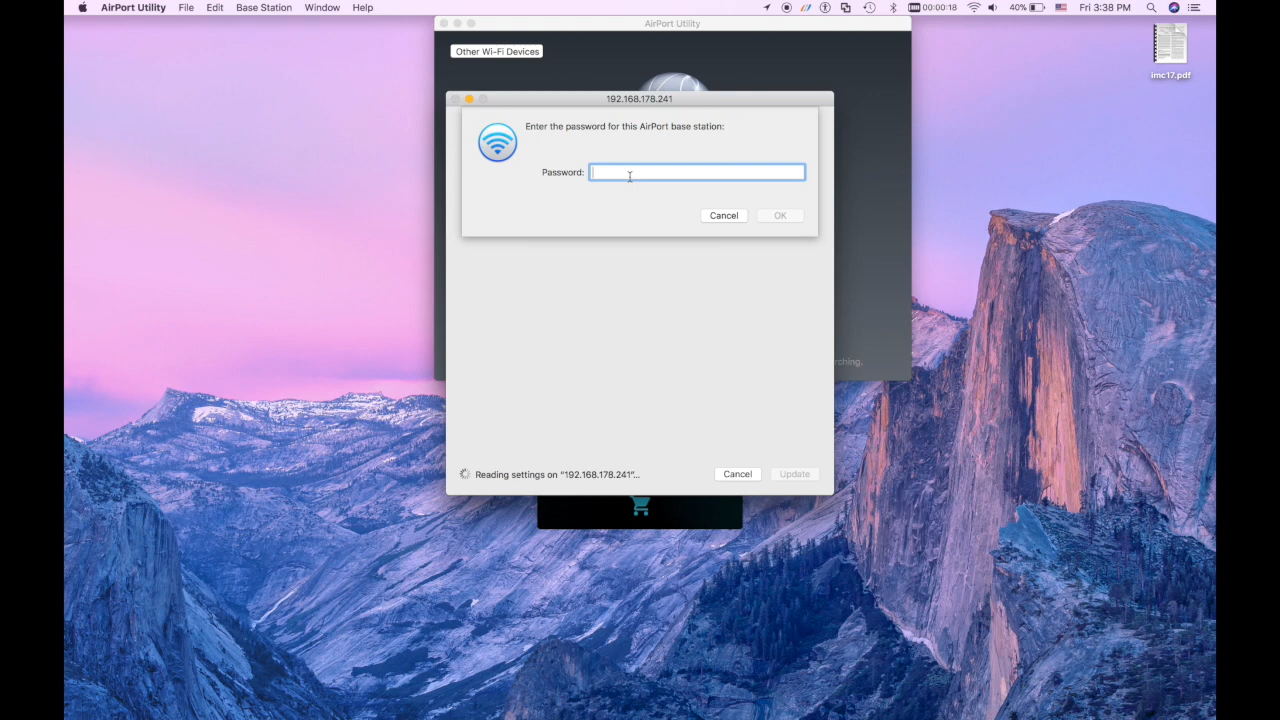 AirPort Utility File Edit Base Station Window Help 00:00:18 40% Fri 3:38 PM
AirPort Utility
Other Wi-Fi Devices
imc17.pdf
192.168.178.241
Enter the password for this AirPort base station:
Password:
Cancel OK
rching.
Reading settings on “192.168.178.241”... Cancel Update